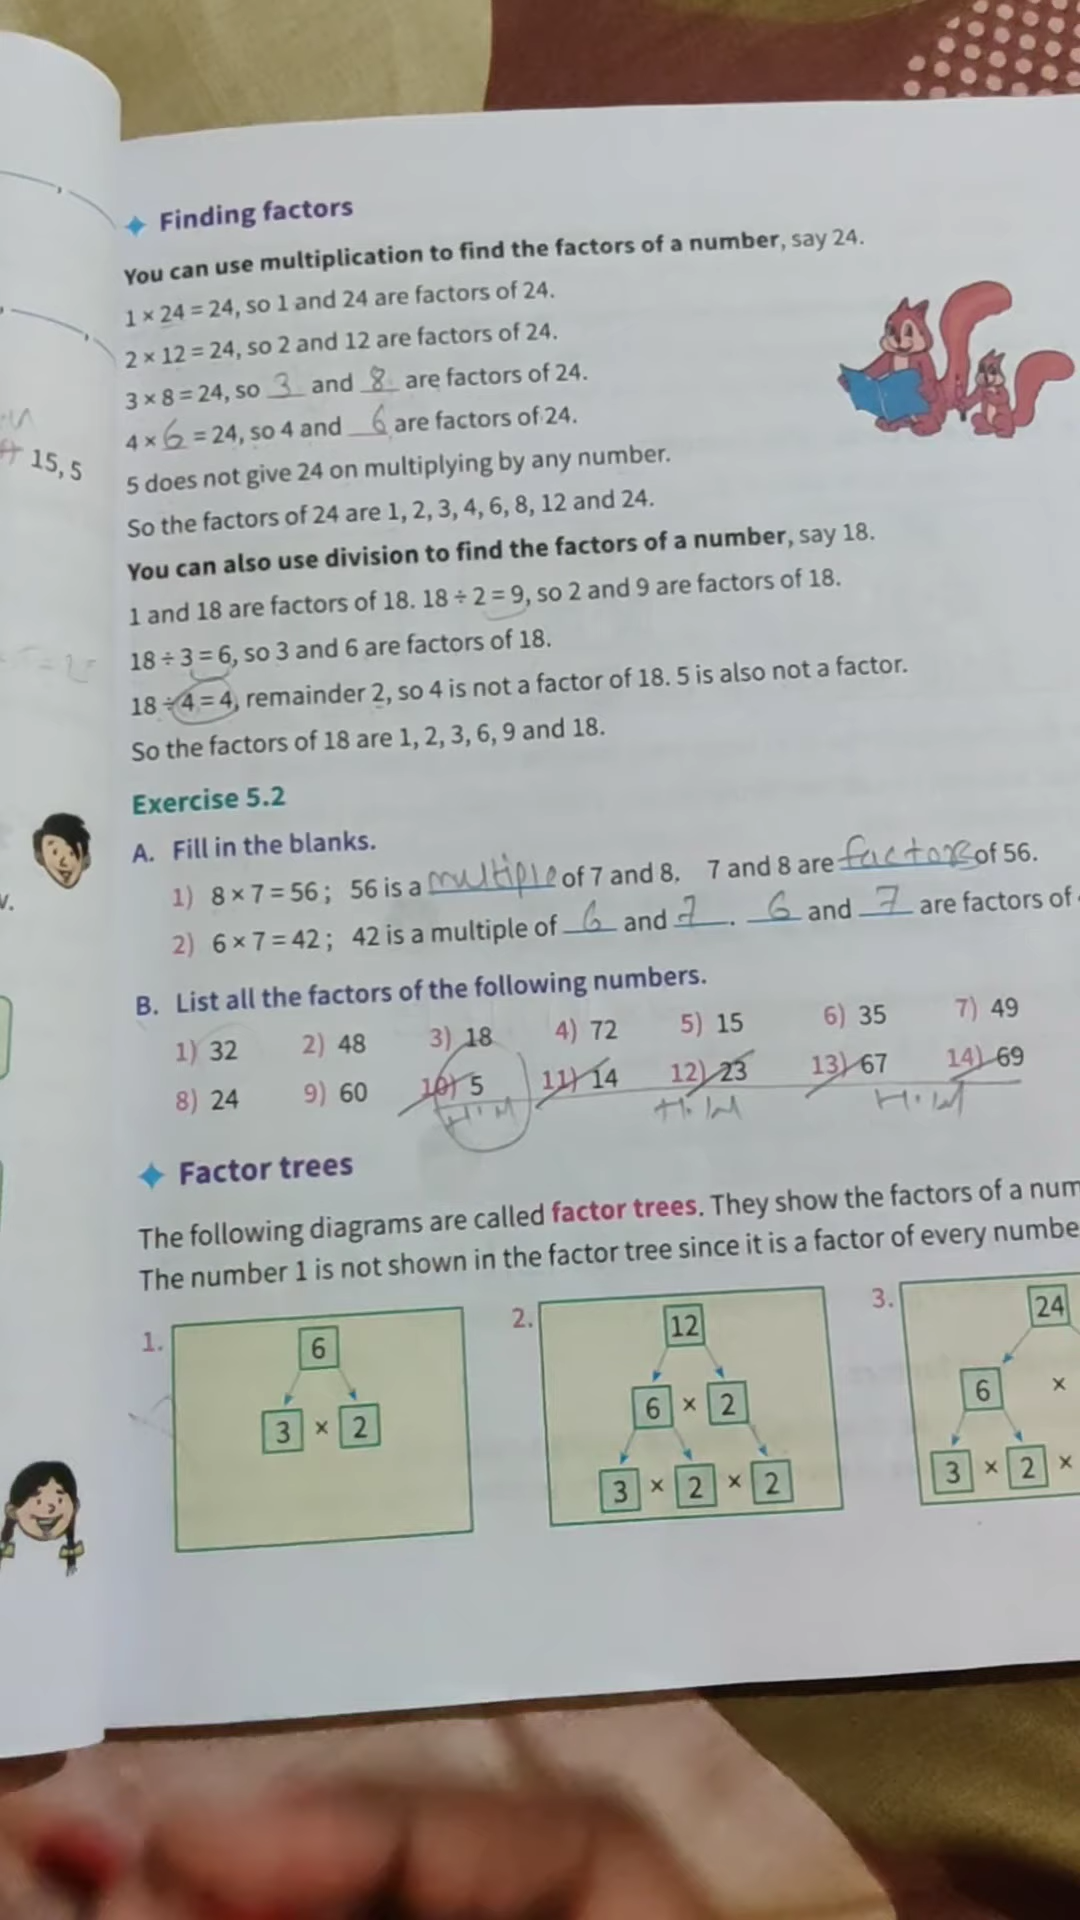 Finding factors
You can use multiplication to find the factors of a number, say 24.
1 × 24 = 24, so 1 and 24 are factors of 24.
2 × 12 = 24, so 2 and 12 are factors of 24.
3 × 8 = 24, so 3 and 8 are factors of 24.
4 × 6 = 24, so 4 and 6 are factors of 24.
15, 5
5 does not give 24 on multiplying by any number.
So the factors of 24 are 1, 2, 3, 4, 6, 8, 12 and 24.
You can also use division to find the factors of a number, say 18.
1 and 18 are factors of 18. 18 ÷ 2 = 9, so 2 and 9 are factors of 18.
18 ÷ 3 = 6, so 3 and 6 are factors of 18.
18 ÷ 4 = 4, remainder 2, so 4 is not a factor of 18. 5 is also not a factor.
So the factors of 18 are 1, 2, 3, 6, 9 and 18.
Exercise 5.2
A. Fill in the blanks.
1) 8 × 7 = 56; 56 is a multiple of 7 and 8. 7 and 8 are factors of 56.
2) 6 × 7 = 42; 42 is a multiple of 6 and 7. 6 and 7 are factors of
B. List all the factors of the following numbers.
1) 32 2) 48 3) 18 4) 72 5) 15 6) 35 7) 49
8) 24 9) 60 10) 5 11) 14 12) 23 13) 67 14) 69
H.W H.W H.W
Factor trees
The following diagrams are called factor trees. They show the factors of a num
The number 1 is not shown in the factor tree since it is a factor of every numbe
1. 2. 3.
6 12 24
3 × 2 6 × 2 6 ×
3 × 2 × 2 3 × 2 ×